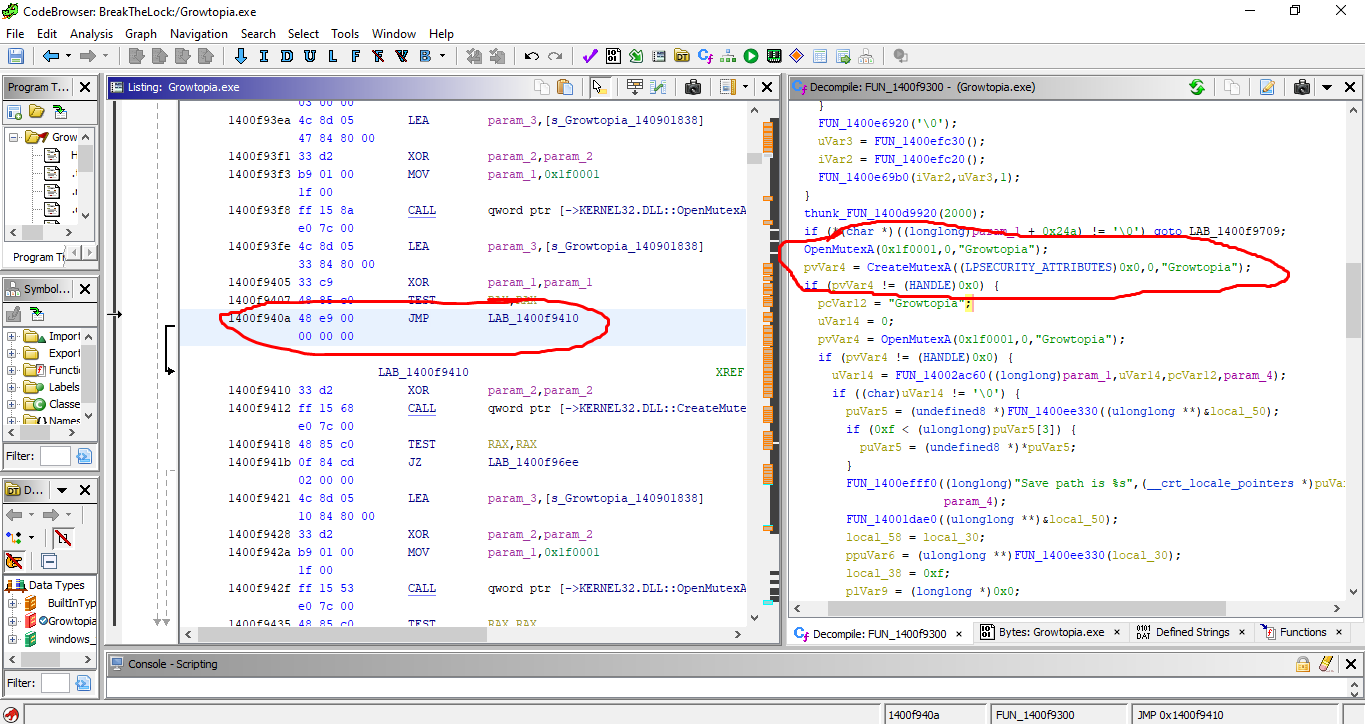 CodeBrowser: BreakTheLock:/Growtopia.exe
File Edit Analysis Graph Navigation Search Select Tools Window Help
I D U L F R V B
Program T...
Grow
Program Tr
Symbol...
Import
Export
Functi
Labels
Classe
Names
Filter:
D...
Data Types
BuiltInTyp
Growtopia
windows_
Filter:
Listing: Growtopia.exe
03 00 00
1400f93ea 4c 8d 05 LEA param_3,[s_Growtopia_140901838]
47 84 80 00
1400f93f1 33 d2 XOR param_2,param_2
1400f93f3 b9 01 00 MOV param_1,0x1f0001
1f 00
1400f93f8 ff 15 8a CALL qword ptr [->KERNEL32.DLL::OpenMutexA
e0 7c 00
1400f93fe 4c 8d 05 LEA param_3,[s_Growtopia_140901838]
33 84 80 00
1400f9405 33 c9 XOR param_1,param_1
1400f9407 48 85 c0 TEST RAX,RAX
1400f940a 48 e9 00 JMP LAB_1400f9410
00 00 00
LAB_1400f9410 XREF
1400f9410 33 d2 XOR param_2,param_2
1400f9412 ff 15 68 CALL qword ptr [->KERNEL32.DLL::CreateMute
e0 7c 00
1400f9418 48 85 c0 TEST RAX,RAX
1400f941b 0f 84 cd JZ LAB_1400f96ee
02 00 00
1400f9421 4c 8d 05 LEA param_3,[s_Growtopia_140901838]
10 84 80 00
1400f9428 33 d2 XOR param_2,param_2
1400f942a b9 01 00 MOV param_1,0x1f0001
1f 00
1400f942f ff 15 53 CALL qword ptr [->KERNEL32.DLL::OpenMutexA
e0 7c 00
1400f9435 48 85 c0 TEST RAX,RAX
Decompile: FUN_1400f9300 - (Growtopia.exe)
}
FUN_1400e6920('\0');
uVar3 = FUN_1400efc30();
iVar2 = FUN_1400efc20();
FUN_1400e69b0(iVar2,uVar3,1);
}
thunk_FUN_1400d9920(2000);
if (*(char *)((longlong)param_1 + 0x24a) != '\0') goto LAB_1400f9709;
OpenMutexA(0x1f0001,0,"Growtopia");
pvVar4 = CreateMutexA((LPSECURITY_ATTRIBUTES)0x0,0,"Growtopia");
if (pvVar4 != (HANDLE)0x0) {
pcVar12 = "Growtopia";
uVar14 = 0;
pvVar4 = OpenMutexA(0x1f0001,0,"Growtopia");
if (pvVar4 != (HANDLE)0x0) {
uVar14 = FUN_14002ac60((longlong)param_1,uVar14,pcVar12,param_4);
if ((char)uVar14 != '\0') {
puVar5 = (undefined8 *)FUN_1400ee330((ulonglong **)&local_50);
if (0xf < (ulonglong)puVar5[3]) {
puVar5 = (undefined8 *)*puVar5;
}
FUN_1400efff0((longlong)"Save path is %s",(__crt_locale_pointers *)puVa
param_4);
FUN_14001dae0((ulonglong **)&local_50);
local_58 = local_30;
ppuVar6 = (ulonglong **)FUN_1400ee330(local_30);
local_38 = 0xf;
plVar9 = (longlong *)0x0;
Decompile: FUN_1400f9300 Bytes: Growtopia.exe Defined Strings Functions
Console - Scripting
1400f940a FUN_1400f9300 JMP 0x1400f9410